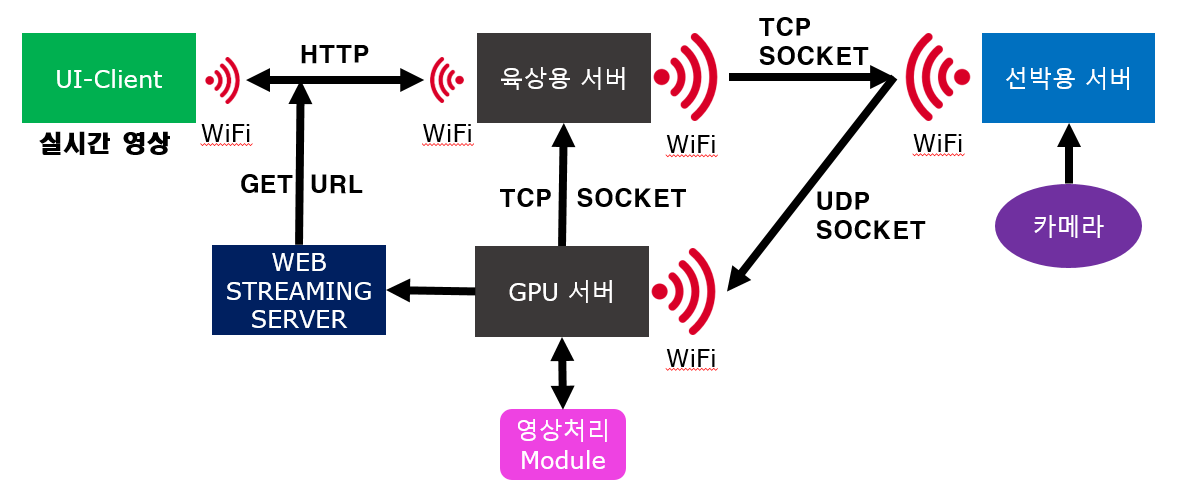 UI-Client
실시간 영상
WiFi
HTTP
WiFi
육상용 서버
WiFi
TCP
SOCKET
WiFi
선박용 서버
카메라
GET URL
TCP SOCKET
UDP
SOCKET
WEB
STREAMING
SERVER
GPU 서버
WiFi
영상처리
Module